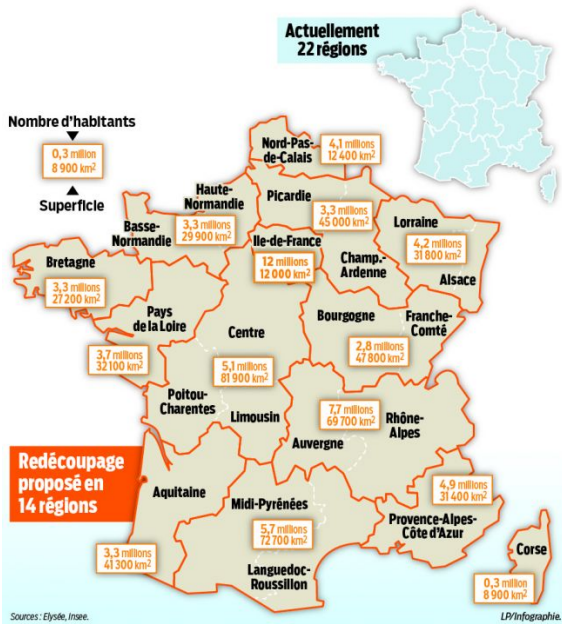 Actuellement
22 régions
Nombre d'habitants
0,3 million
8 900 km²
Superficie
Nord-Pas-
de-Calais
4,1 millions
12 400 km²
Haute-
Normandie
Picardie
3,3 millions
45 000 km²
Basse-
Normandie
3,3 millions
29 900 km²
Ile-de-France
12 millions
12 000 km²
Lorraine
4,2 millions
31 800 km²
Alsace
Champ.-
Ardenne
Bretagne
3,3 millions
27 200 km²
Pays
de la Loire
3,7 millions
32 100 km²
Centre
5,1 millions
81 900 km²
Bourgogne
Franche-
Comté
2,8 millions
47 800 km²
Poitou-
Charentes
Limousin
7,7 millions
69 700 km²
Rhône-
Alpes
Auvergne
Redécoupage
proposé en
14 régions
Aquitaine
3,3 millions
41 300 km²
Midi-Pyrénées
5,7 millions
72 700 km²
Languedoc-
Roussillon
4,9 millions
31 400 km²
Provence-Alpes-
Côte d'Azur
Corse
0,3 million
8 900 km²
Sources : Elysée, Insee.
LP/Infographie.